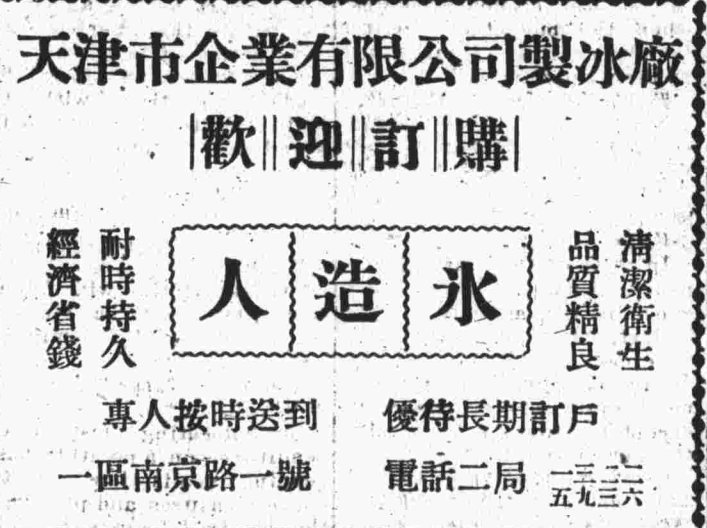 天津市企業有限公司製冰廠
歡迎訂購
人造氷
清潔衛生
品質精良
耐時持久
經濟省錢
專人按時送到 優待長期訂戶
一區南京路一號 電話二局
一三二二
五九三六